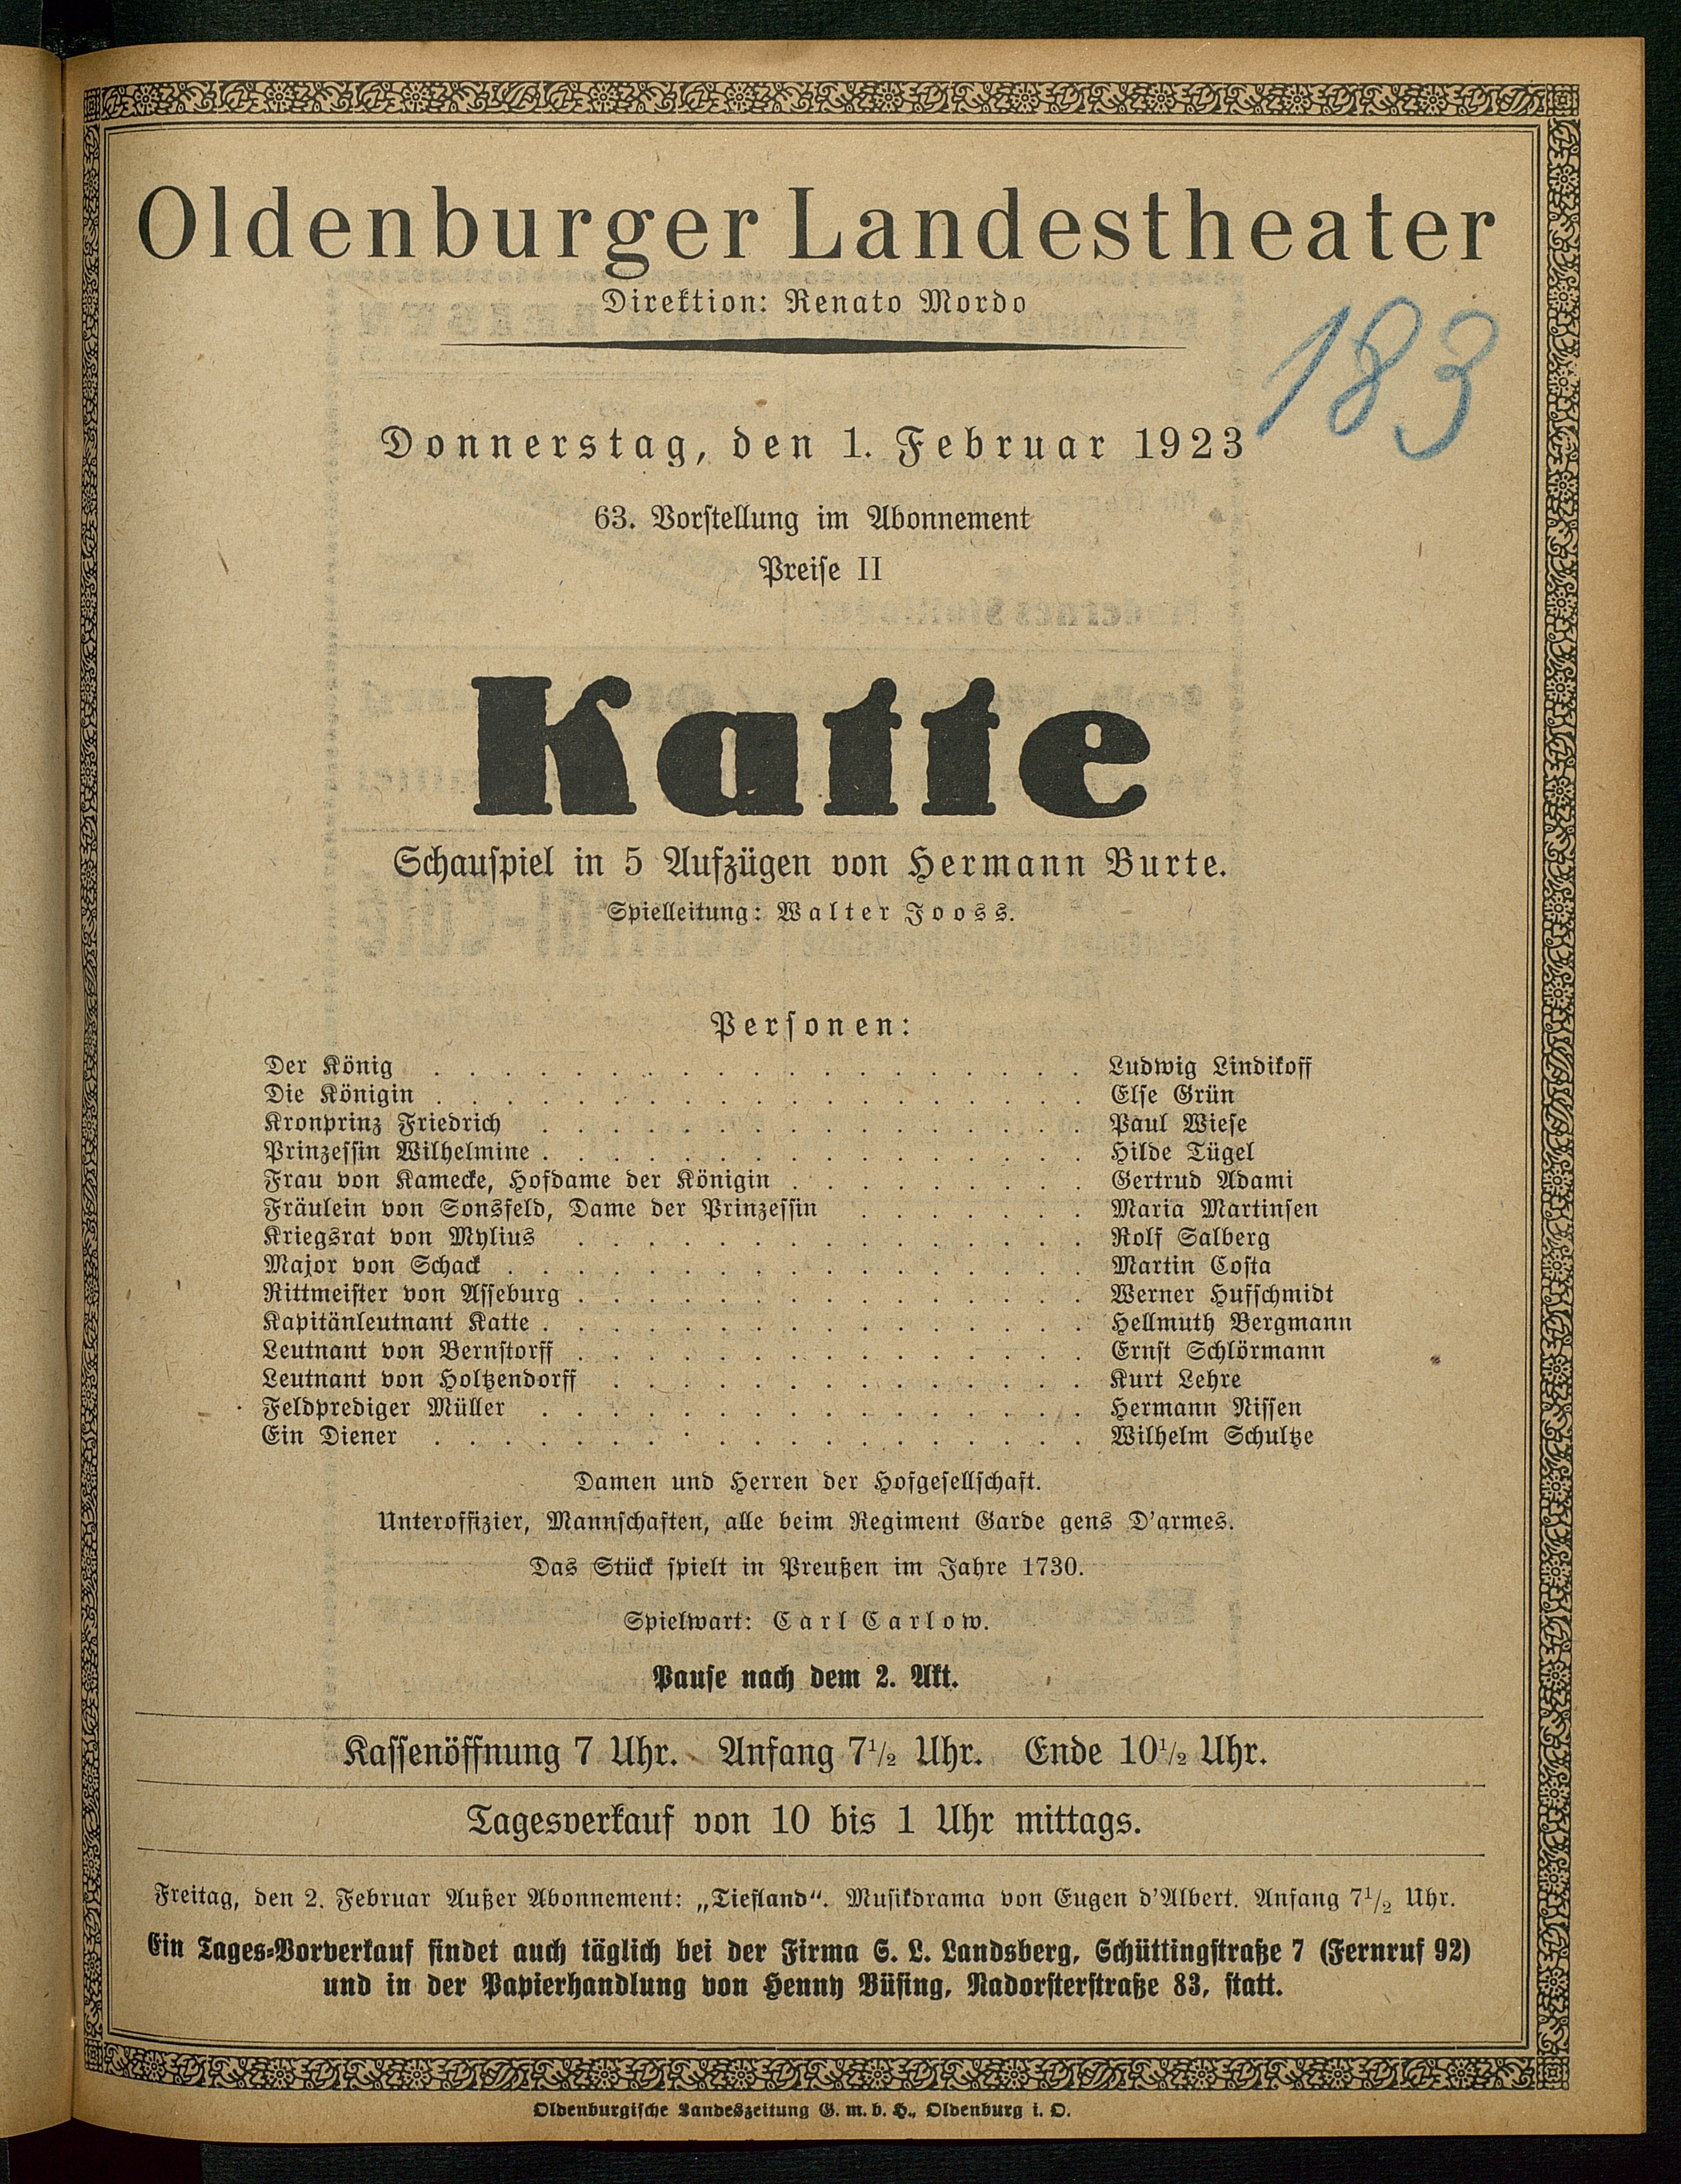 Oldenburger Landestheater
Direktion: Renato Mordo
183
Donnerstag, den 1. Februar 1923
63. Vorstellung im Abonnement
Preise II
Katte
Schauspiel in 5 Aufzügen von Hermann Burte.
Spielleitung: Walter Jooss.
Personen:
Der König . . . . . . . . . . . . . . . . . . . Ludwig Lindikoff
Die Königin . . . . . . . . . . . . . . . . . . . Else Grün
Kronprinz Friedrich . . . . . . . . . . . . . . . . Paul Wiese
Prinzessin Wilhelmine . . . . . . . . . . . . . . . . Hilde Tügel
Frau von Kamecke, Hofdame der Königin . . . . . . . . . Gertrud Adami
Fräulein von Sonsfeld, Dame der Prinzessin . . . . . . . Maria Martinsen
Kriegsrat von Mylius . . . . . . . . . . . . . . . Rolf Salberg
Major von Schack . . . . . . . . . . . . . . . . . Martin Costa
Rittmeister von Asseburg . . . . . . . . . . . . . . . Werner Hufschmidt
Kapitänleutnant Katte . . . . . . . . . . . . . . . . Hellmuth Bergmann
Leutnant von Bernstorff . . . . . . . . . . . . . . . Ernst Schlörmann
Leutnant von Holtzendorff . . . . . . . . . . . . . . Kurt Lehre
Feldprediger Müller . . . . . . . . . . . . . . . . Hermann Nissen
Ein Diener . . . . . . . . . . . . . . . . . . . Wilhelm Schultze
Damen und Herren der Hofgesellschaft.
Unteroffizier, Mannschaften, alle beim Regiment Garde gens D'armes.
Das Stück spielt in Preußen im Jahre 1730.
Spielwart: Carl Carlow.
Pause nach dem 2. Akt.
Kassenöffnung 7 Uhr. Anfang 7½ Uhr. Ende 10½ Uhr.
Tagesverkauf von 10 bis 1 Uhr mittags.
Freitag, den 2. Februar Außer Abonnement: „Tiefland“. Musikdrama von Eugen d'Albert. Anfang 7½ Uhr.
Ein Tages-Vorverkauf findet auch täglich bei der Firma S. L. Landsberg, Schüttingstraße 7 (Fernruf 92)
und in der Papierhandlung von Henny Büsing, Nadorsterstraße 83, statt.
Oldenburgische Landeszeitung G. m. b. H., Oldenburg i. O.